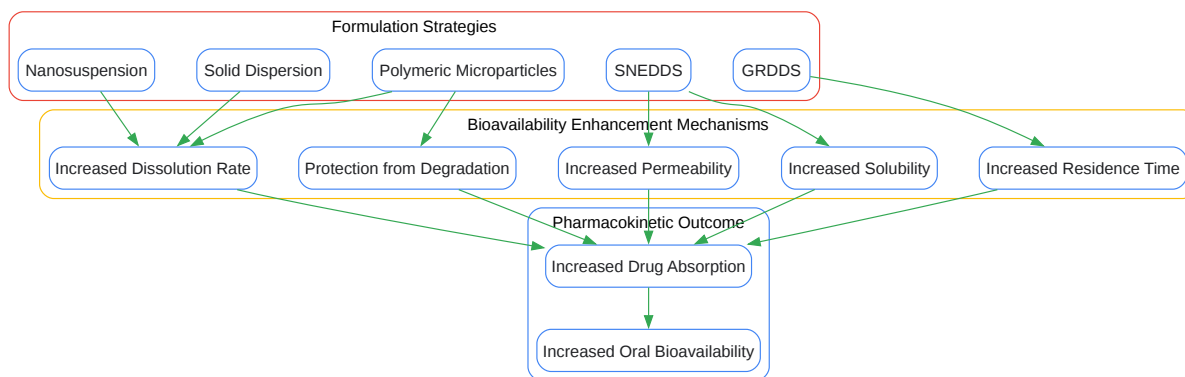 Formulation Strategies
Nanosuspension
Solid Dispersion
Polymeric Microparticles
SNEDDS
GRDDS
Bioavailability Enhancement Mechanisms
Increased Dissolution Rate
Protection from Degradation
Increased Permeability
Increased Solubility
Increased Residence Time
Pharmacokinetic Outcome
Increased Drug Absorption
Increased Oral Bioavailability